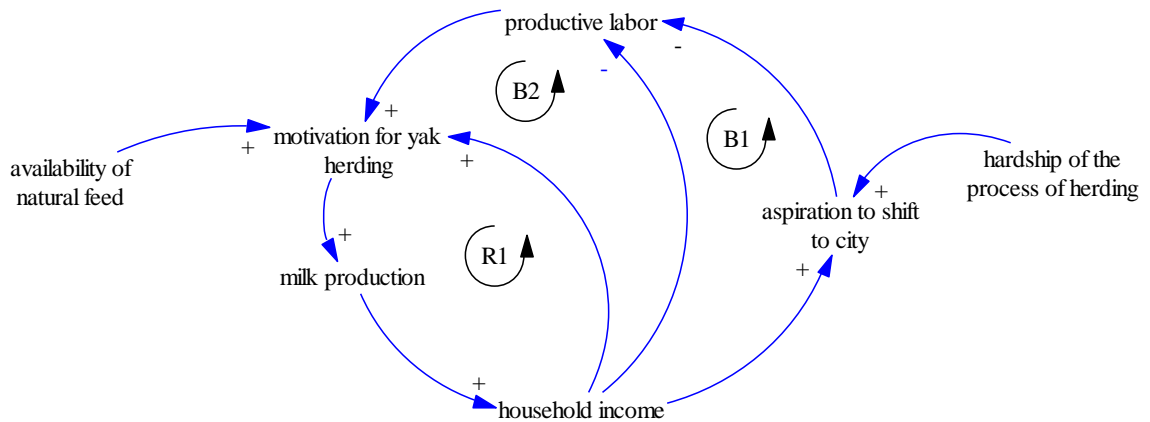 productive labor
-
-
B2
+
B1
motivation for yak
herding
+
+
availability of
natural feed
hardship of the
process of herding
+
aspiration to shift
to city
+
R1
+
milk production
+
household income